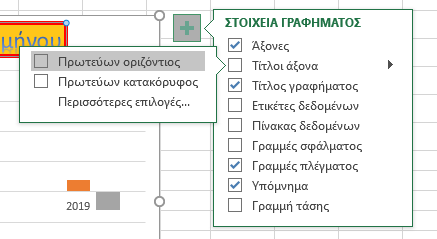 μήνου
ΣΤΟΙΧΕΙΑ ΓΡΑΦΗΜΑΤΟΣ
Άξονες
Τίτλοι άξονα
Τίτλος γραφήματος
Ετικέτες δεδομένων
Πίνακας δεδομένων
Γραμμές σφάλματος
Γραμμές πλέγματος
Υπόμνημα
Γραμμή τάσης
Πρωτεύων οριζόντιος
Πρωτεύων κατακόρυφος
Περισσότερες επιλογές...
2019